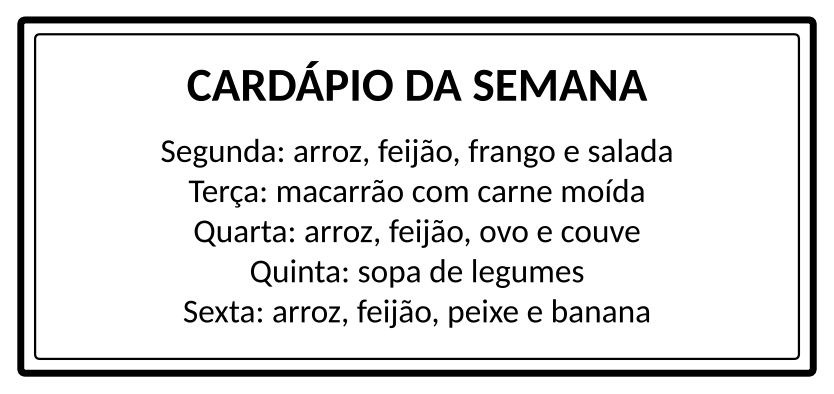 CARDÁPIO DA SEMANA
Segunda: arroz, feijão, frango e salada
Terça: macarrão com carne moída
Quarta: arroz, feijão, ovo e couve
Quinta: sopa de legumes
Sexta: arroz, feijão, peixe e banana